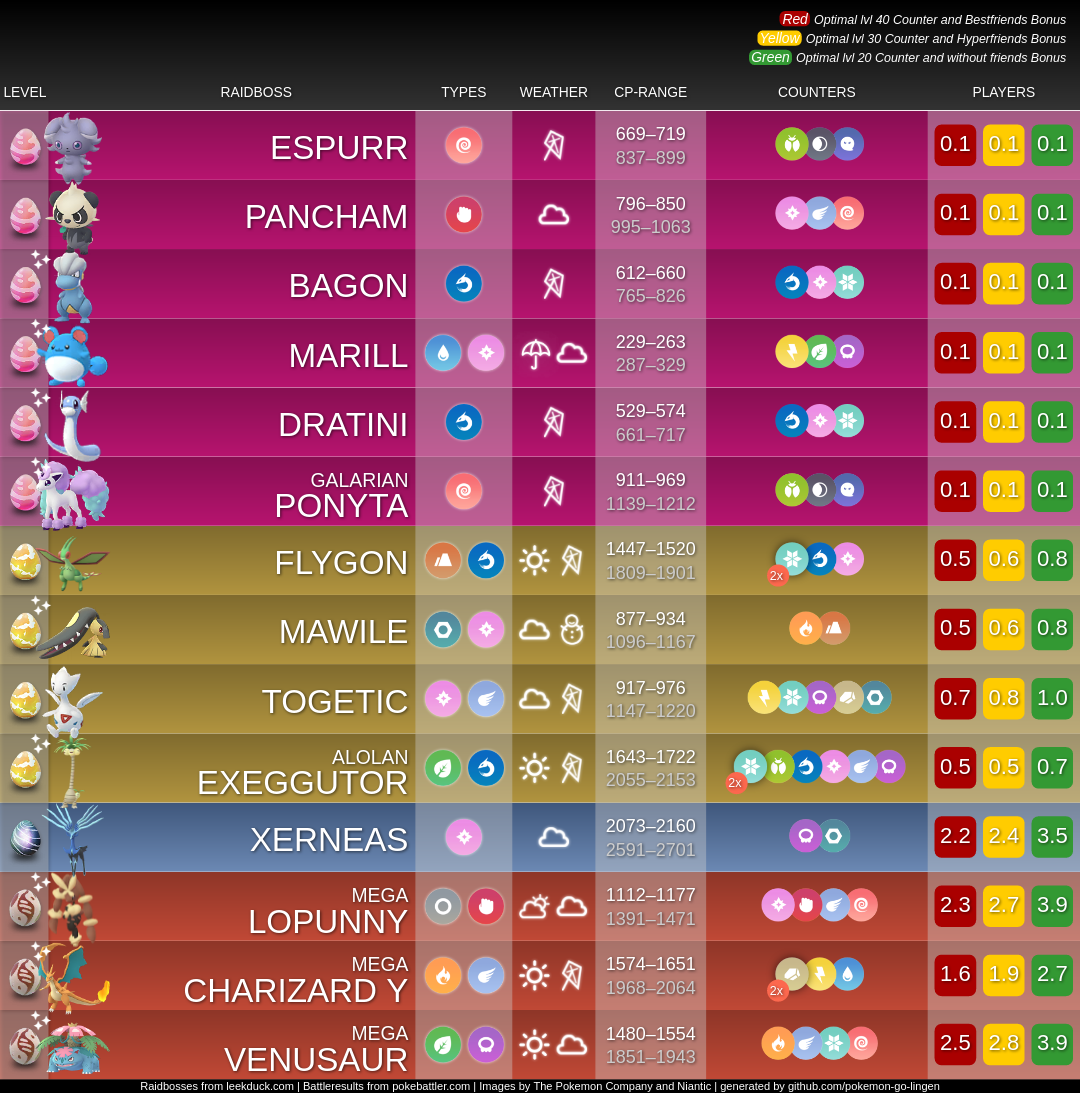 Red Optimal lvl 40 Counter and Bestfriends Bonus
Yellow Optimal lvl 30 Counter and Hyperfriends Bonus
Green Optimal lvl 20 Counter and without friends Bonus
LEVEL RAIDBOSS TYPES WEATHER CP-RANGE COUNTERS PLAYERS
ESPURR 669–719 0.1 0.1 0.1
837–899
PANCHAM 796–850 0.1 0.1 0.1
995–1063
BAGON 612–660 0.1 0.1 0.1
765–826
MARILL 229–263 0.1 0.1 0.1
287–329
DRATINI 529–574 0.1 0.1 0.1
661–717
GALARIAN 911–969
PONYTA 1139–1212 0.1 0.1 0.1
FLYGON 1447–1520 0.5 0.6 0.8
1809–1901 2x
MAWILE 877–934 0.5 0.6 0.8
1096–1167
TOGETIC 917–976 0.7 0.8 1.0
1147–1220
ALOLAN 1643–1722
EXEGGUTOR 2055–2153 2x 0.5 0.5 0.7
XERNEAS 2073–2160 2.2 2.4 3.5
2591–2701
MEGA 1112–1177
LOPUNNY 1391–1471 2.3 2.7 3.9
MEGA 1574–1651
CHARIZARD Y 1968–2064 2x 1.6 1.9 2.7
MEGA 1480–1554
VENUSAUR 1851–1943 2.5 2.8 3.9
Raidbosses from leekduck.com | Battleresults from pokebattler.com | Images by The Pokemon Company and Niantic | generated by github.com/pokemon-go-lingen